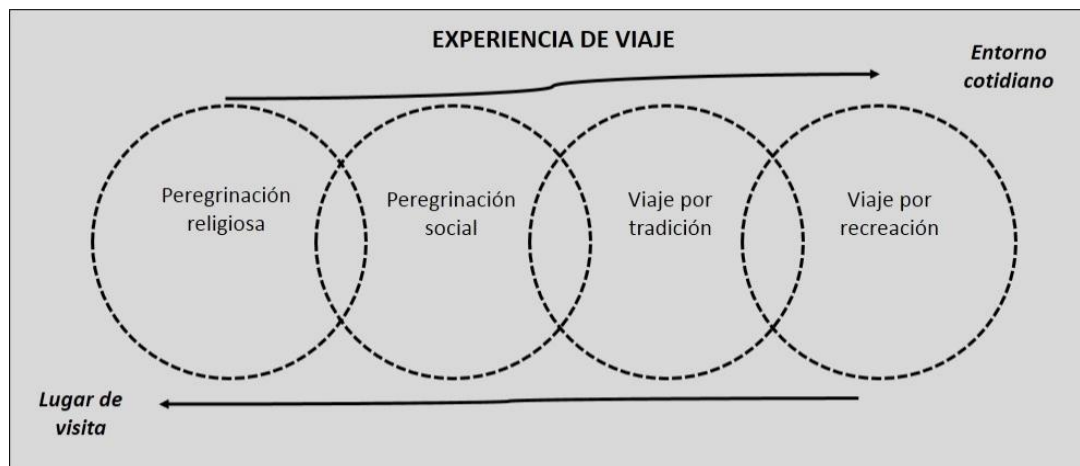 EXPERIENCIA DE VIAJE
Entorno
cotidiano
Peregrinación
religiosa
Peregrinación
social
Viaje por
tradición
Viaje por
recreación
Lugar de
visita